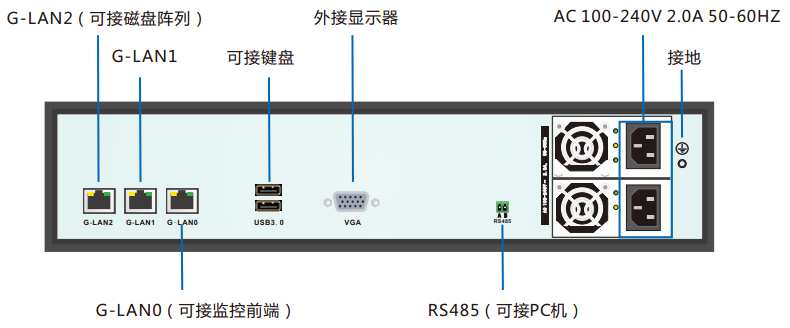 G-LAN2（可接磁盘阵列）
外接显示器
AC 100-240V 2.0A 50-60HZ
G-LAN1
可接键盘
接地
G-LAN2
G-LAN1
G-LAN0
USB3.0
VGA
A B
RS485
G-LAN0（可接监控前端）
RS485（可接PC机）